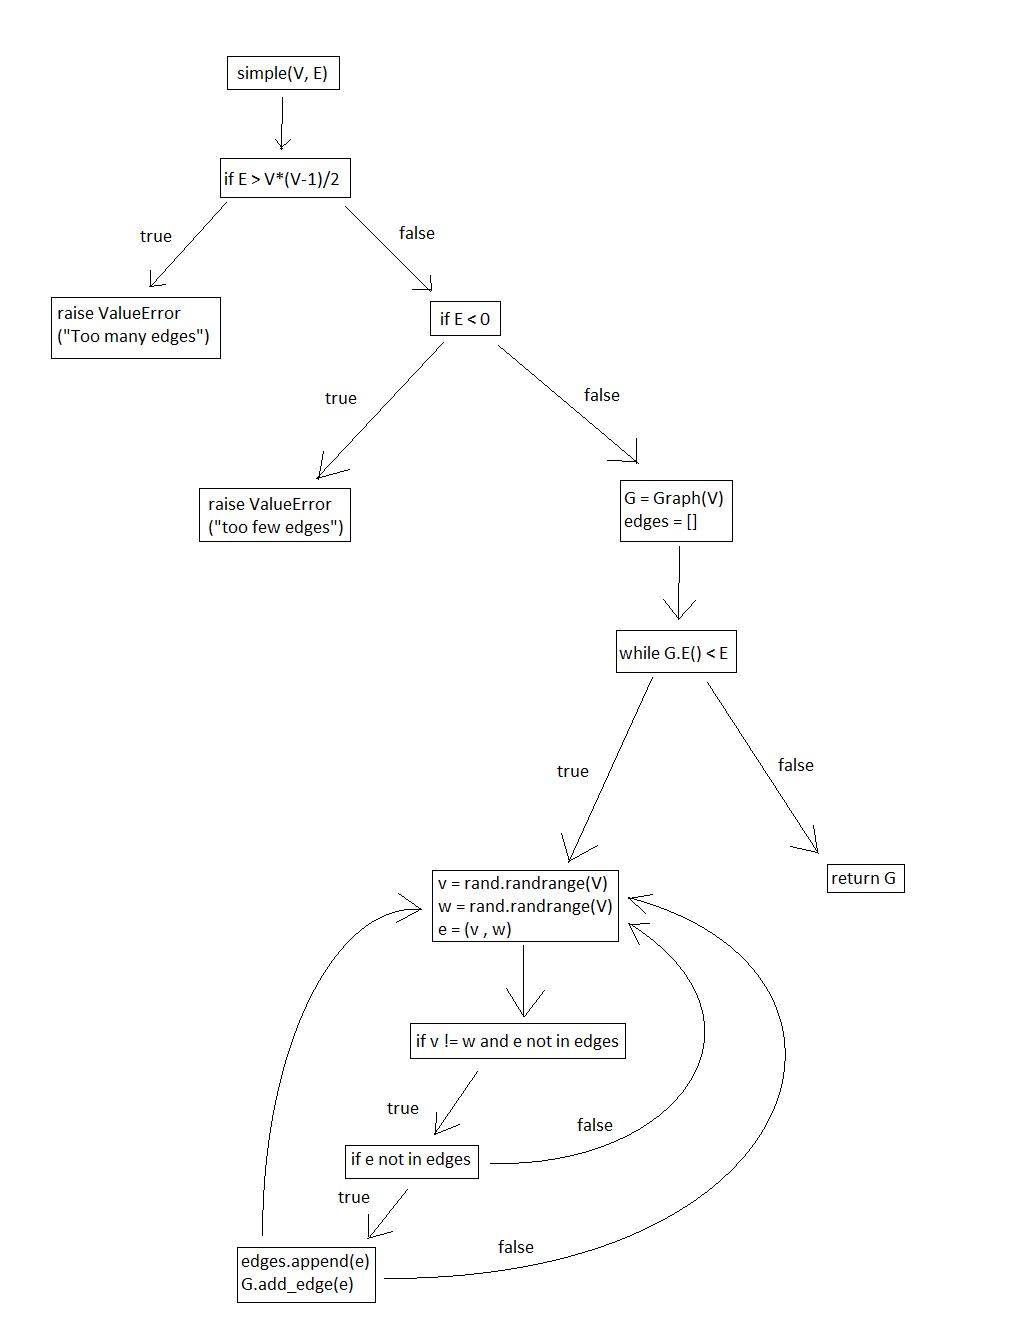 simple(V, E)
if E > V*(V-1)/2
true
false
raise ValueError
("Too many edges")
if E < 0
true
false
raise ValueError
("too few edges")
G = Graph(V)
edges = []
while G.E() < E
true
false
return G
v = rand.randrange(V)
w = rand.randrange(V)
e = (v , w)
if v != w and e not in edges
true
false
if e not in edges
true
false
edges.append(e)
G.add_edge(e)